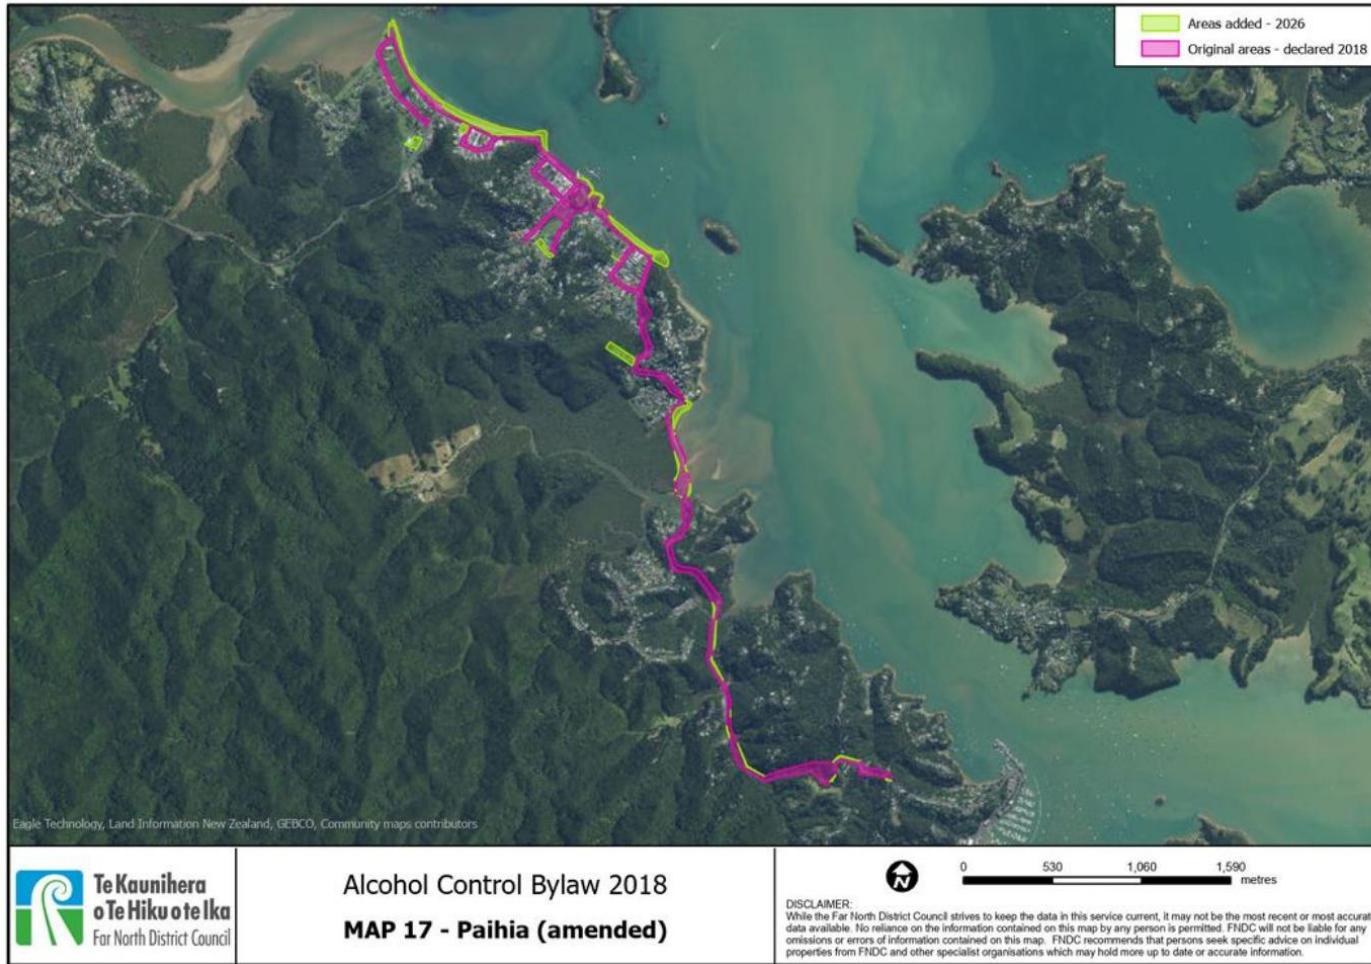 Areas added - 2026
Original areas - declared 2018
Eagle Technology, Land Information New Zealand, GEBCO, Community maps contributors
Te Kaunihera
o Te Hiku o te Ika
Far North District Council
Alcohol Control Bylaw 2018
MAP 17 - Paihia (amended)
N
0 530 1,060 1,590
metres
DISCLAIMER:
While the Far North District Council strives to keep the data in this service current, it may not be the most recent or most accurat
data available. No reliance on the information contained on this map by any person is permitted. FNDC will not be liable for any
omissions or errors of information contained on this map. FNDC recommends that persons seek specific advice on individual
properties from FNDC and other specialist organisations which may hold more up to date or accurate information.